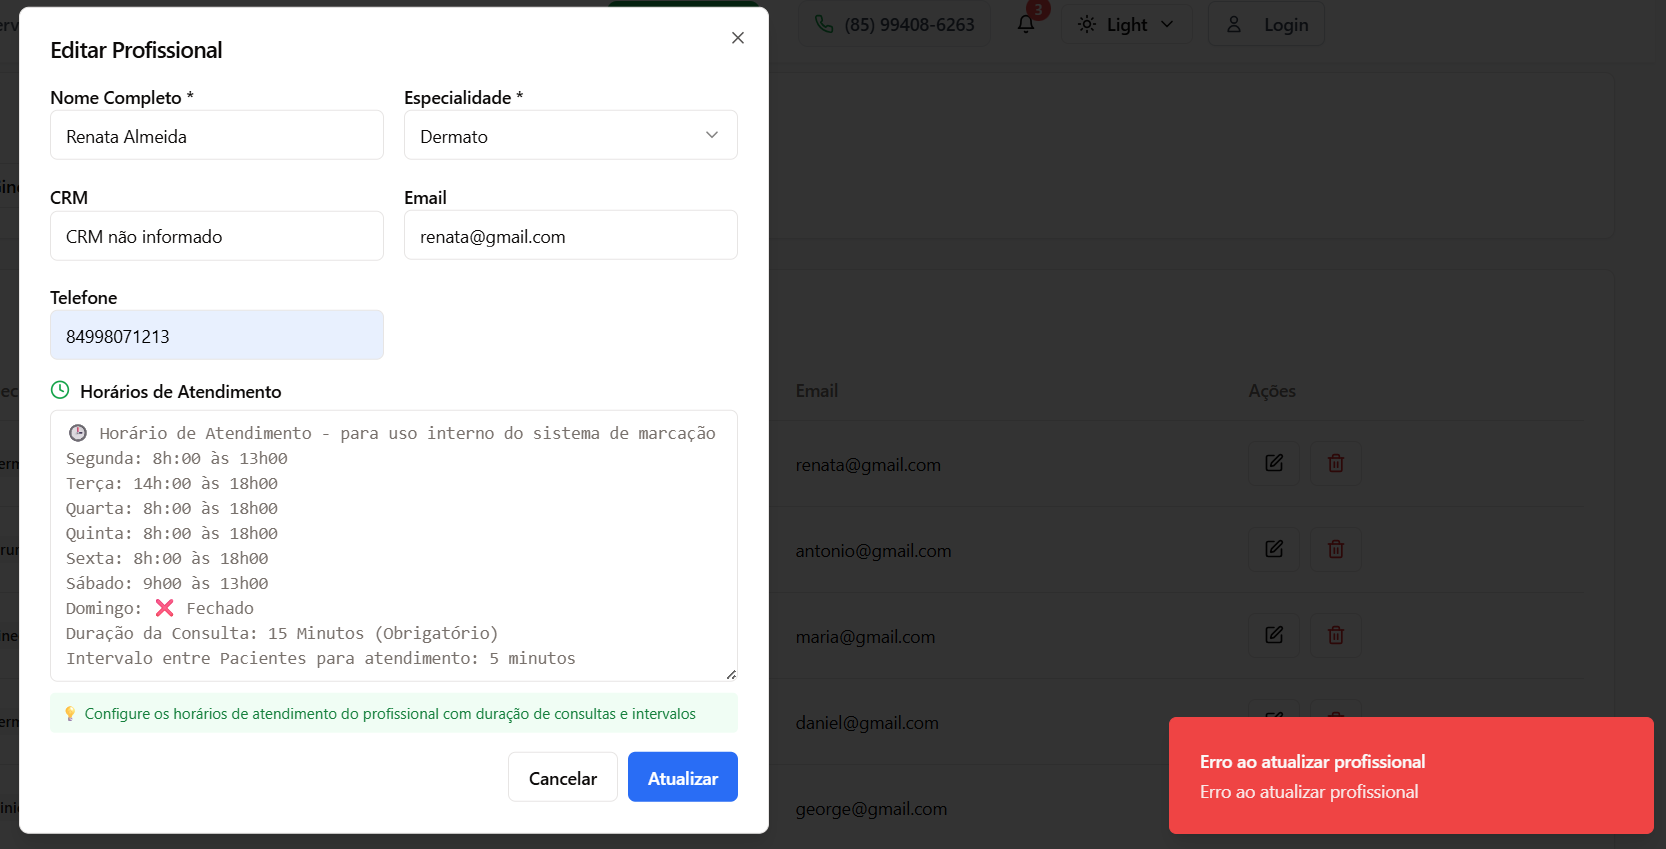 Editar Profissional
(85) 99408-6263
3
Light
Login
Nome Completo *
Especialidade *
Renata Almeida
Dermato
CRM
Email
CRM não informado
renata@gmail.com
Telefone
84998071213
Horários de Atendimento
Horário de Atendimento - para uso interno do sistema de marcação
Segunda: 8h:00 às 13h00
Terça: 14h:00 às 18h00
Quarta: 8h:00 às 18h00
Quinta: 8h:00 às 18h00
Sexta: 8h:00 às 18h00
Sábado: 9h00 às 13h00
Domingo: ❌ Fechado
Duração da Consulta: 15 Minutos (Obrigatório)
Intervalo entre Pacientes para atendimento: 5 minutos
Configure os horários de atendimento do profissional com duração de consultas e intervalos
Cancelar
Atualizar
Email
Ações
renata@gmail.com
antonio@gmail.com
maria@gmail.com
daniel@gmail.com
george@gmail.com
Erro ao atualizar profissional
Erro ao atualizar profissional